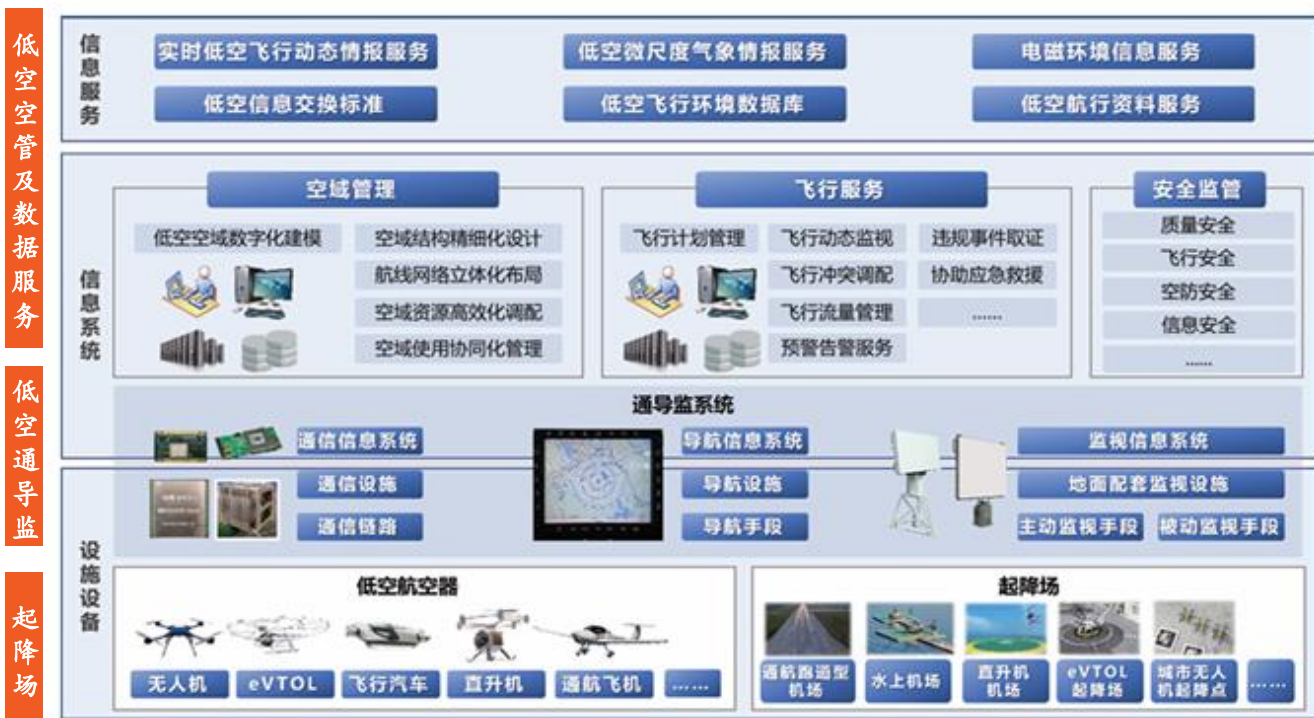 低空空管及数据服务
信息服务
实时低空飞行动态情报服务
低空微尺度气象情报服务
电磁环境信息服务
低空信息交换标准
低空飞行环境数据库
低空航行资料服务
信息系统
空域管理
低空空域数字化建模
空域结构精细化设计
航线网络立体化布局
空域资源高效化调配
空域使用协同化管理
飞行服务
飞行计划管理
飞行动态监视
违规事件取证
飞行冲突调配
协助应急救援
飞行流量管理
......
预警告警服务
安全监管
质量安全
飞行安全
空防安全
信息安全
......
低空通导监
通导监系统
通信信息系统
导航信息系统
监视信息系统
设施设备
通信设施
导航设施
地面配套监视设施
通信链路
导航手段
主动监视手段
被动监视手段
起降场
低空航空器
无人机
eVTOL
飞行汽车
直升机
通航飞机
......
起降场
通航跑道型
机场
水上机场
直升机
机场
eVTOL
起降场
城市无人
机起降点
......